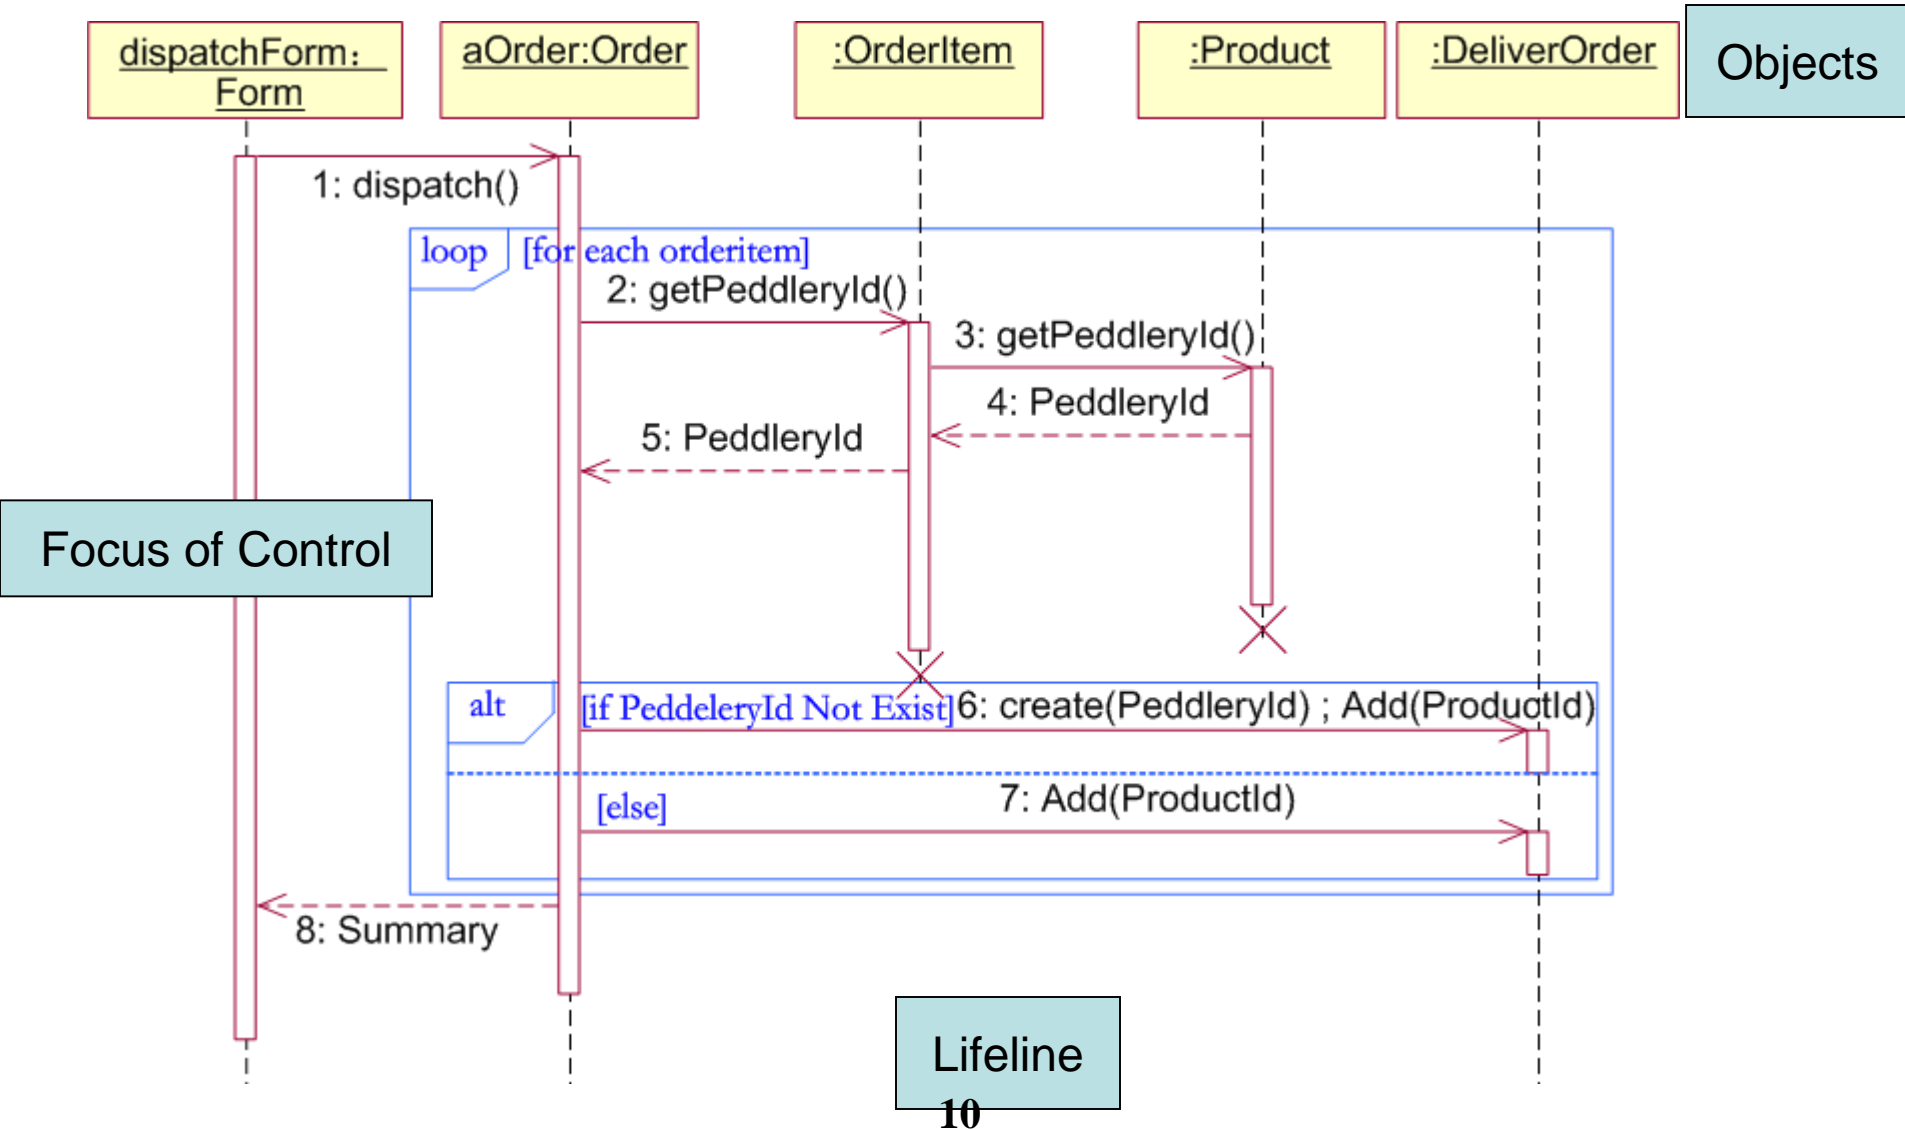 dispatchForm：
Form
aOrder:Order
:OrderItem
:Product
:DeliverOrder
Objects
1: dispatch()
loop
[for each orderitem]
2: getPeddleryId()
3: getPeddleryId()
4: PeddleryId
5: PeddleryId
Focus of Control
alt
[if PeddeleryId Not Exist]
6: create(PeddleryId) ; Add(ProductId)
[else]
7: Add(ProductId)
8: Summary
Lifeline
10